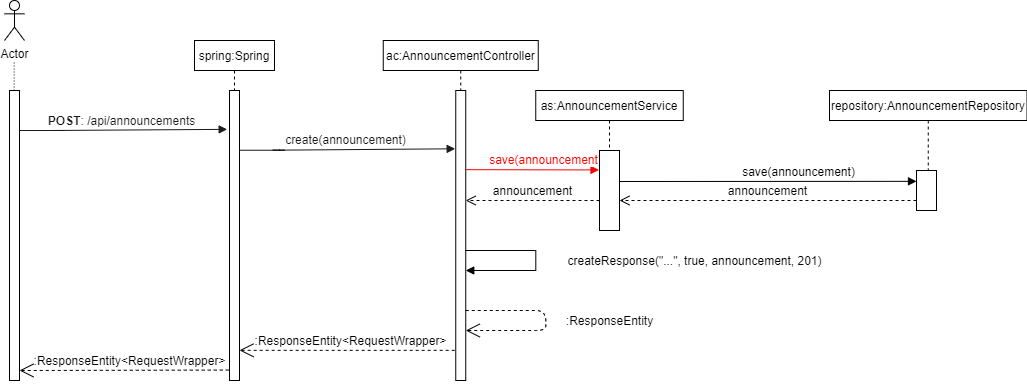 Actor
spring:Spring
ac:AnnouncementController
as:AnnouncementService
repository:AnnouncementRepository
POST: /api/announcements
create(announcement)
save(announcement
save(announcement)
announcement
announcement
createResponse("...", true, announcement, 201)
:ResponseEntity
:ResponseEntity<RequestWrapper>
:ResponseEntity<RequestWrapper>